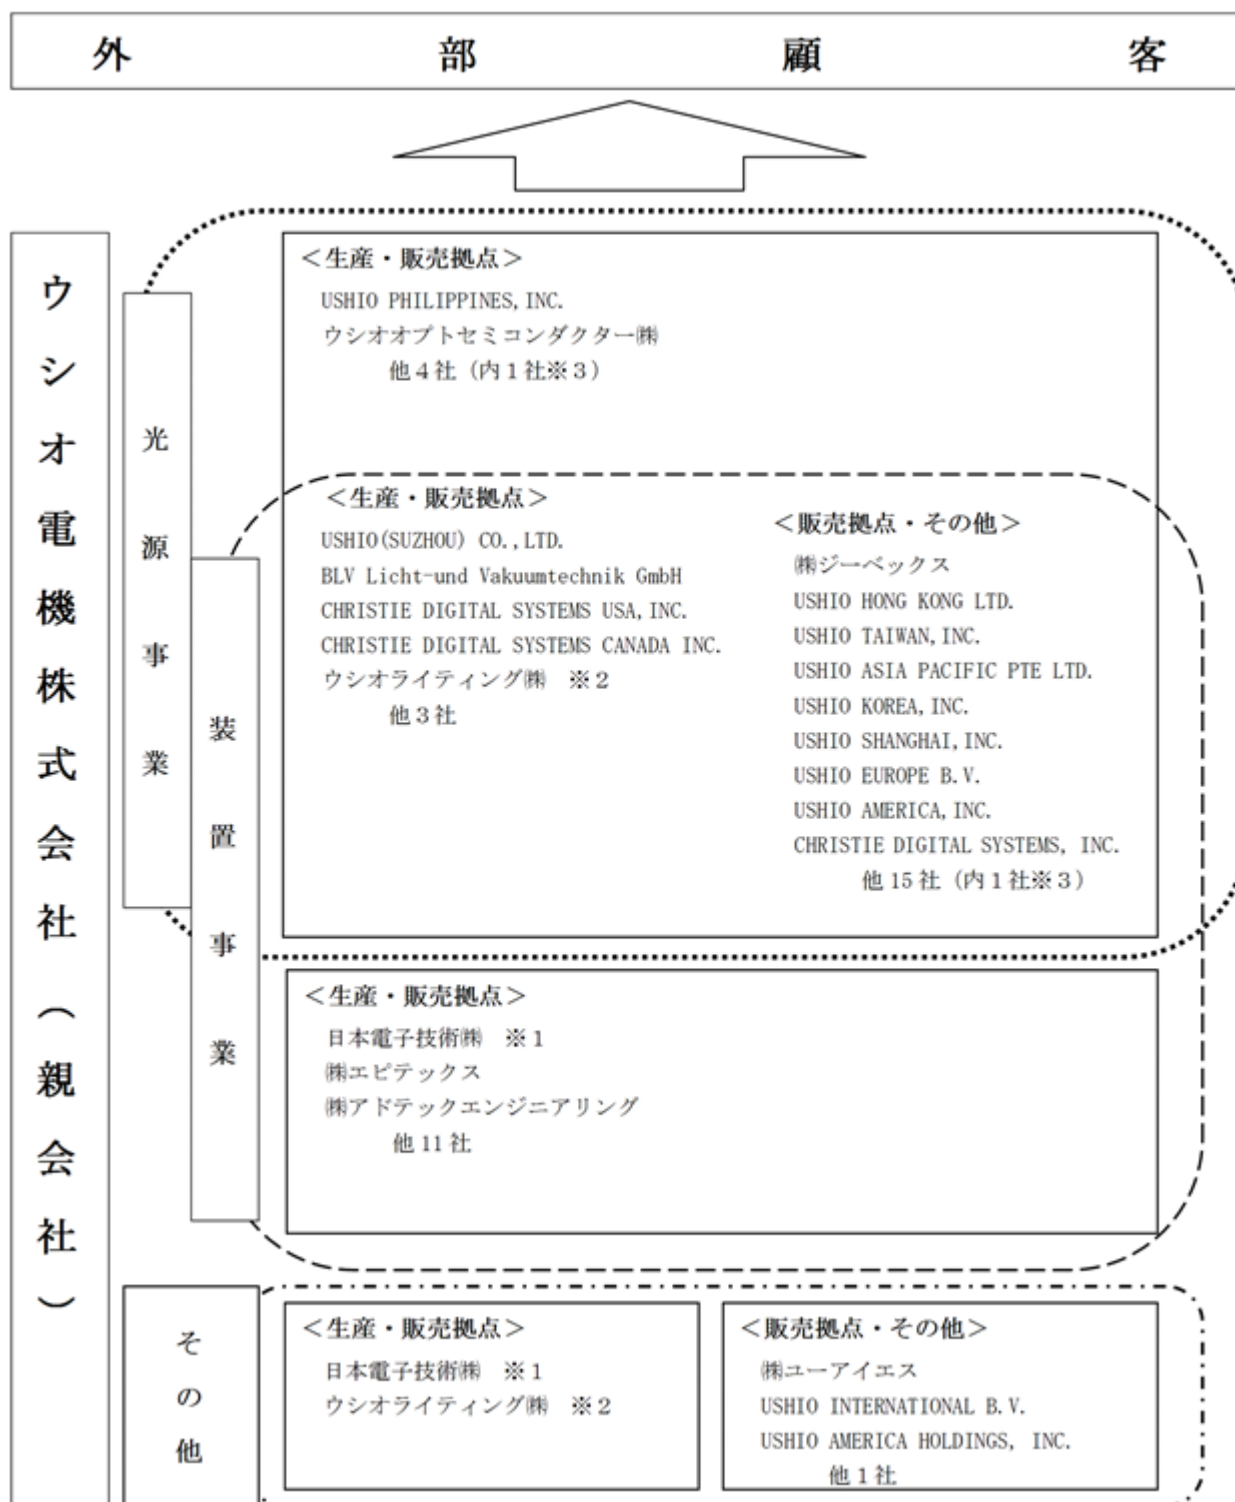 外部顧客
ウシオ電機株式会社（親会社）
光源事業
装置事業
その他
＜生産・販売拠点＞
USHIO PHILIPPINES, INC.
ウシオオプトセミコンダクター㈱
他４社（内１社※３）
＜生産・販売拠点＞
USHIO(SUZHOU) CO.,LTD.
BLV Licht-und Vakuumtechnik GmbH
CHRISTIE DIGITAL SYSTEMS USA, INC.
CHRISTIE DIGITAL SYSTEMS CANADA INC.
ウシオライティング㈱　※２
他３社
＜販売拠点・その他＞
㈱ジーベックス
USHIO HONG KONG LTD.
USHIO TAIWAN, INC.
USHIO ASIA PACIFIC PTE LTD.
USHIO KOREA, INC.
USHIO SHANGHAI, INC.
USHIO EUROPE B.V.
USHIO AMERICA, INC.
CHRISTIE DIGITAL SYSTEMS, INC.
他 15 社（内１社※３）
＜生産・販売拠点＞
日本電子技術㈱　※１
㈱エピテックス
㈱アドテックエンジニアリング
他 11 社
＜生産・販売拠点＞
日本電子技術㈱　※１
ウシオライティング㈱　※２
＜販売拠点・その他＞
㈱ユーアイエス
USHIO INTERNATIONAL B.V.
USHIO AMERICA HOLDINGS, INC.
他１社